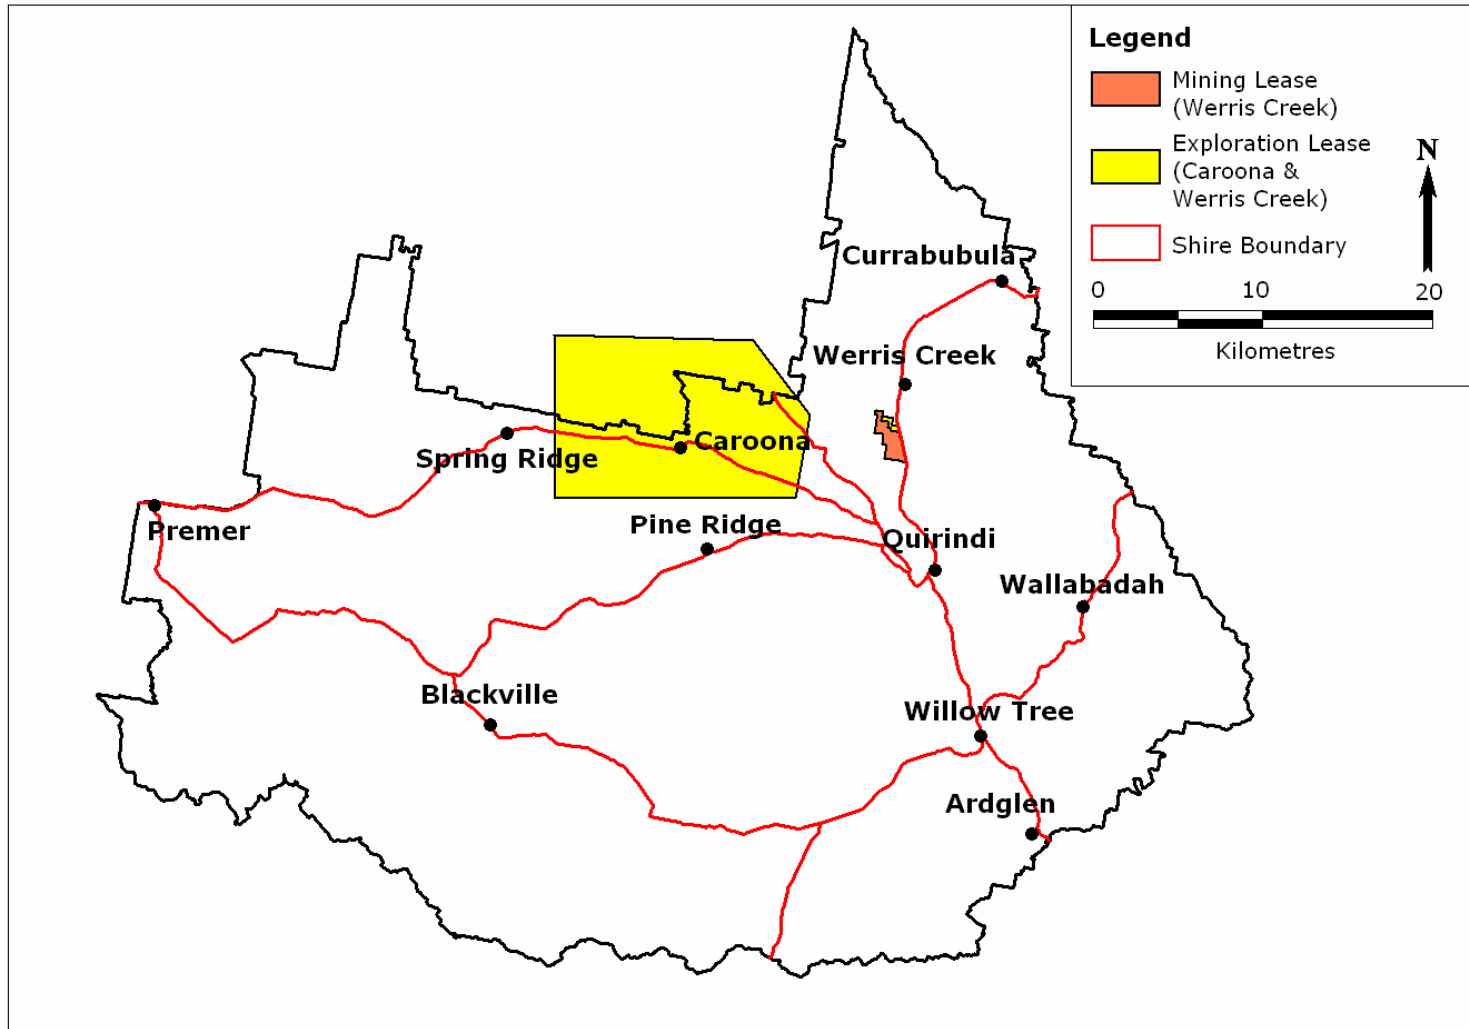 Legend
Mining Lease
(Werris Creek)
Exploration Lease
(Caroona &
Werris Creek)
N
Shire Boundary
0 10 20
Kilometres
Currabubula
Werris Creek
Caroona
Spring Ridge
Premer
Pine Ridge
Quirindi
Wallabadah
Blackville
Willow Tree
Ardglen